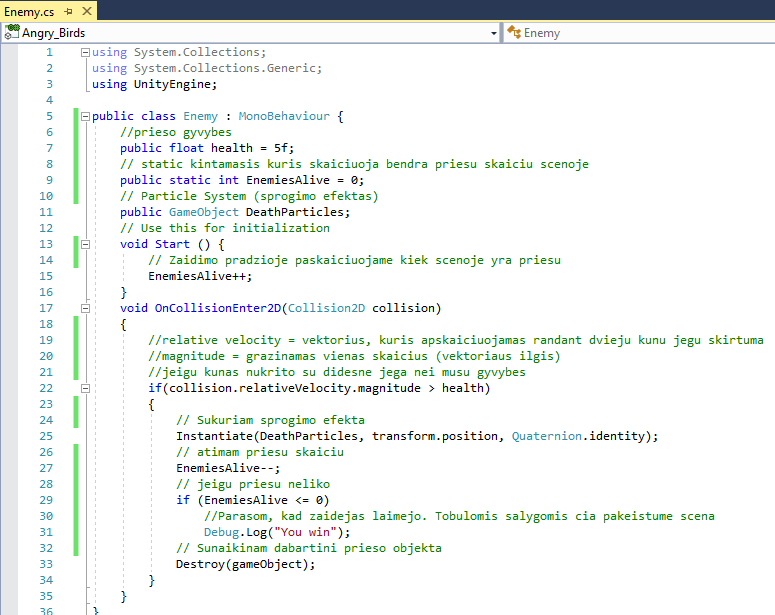 Enemy.cs
Angry_Birds Enemy
1 using System.Collections;
2 using System.Collections.Generic;
3 using UnityEngine;
4
5 public class Enemy : MonoBehaviour {
6 //prieso gyvybes
7 public float health = 5f;
8 // static kintamasis kuris skaiciuoja bendra priesu skaiciu scenoje
9 public static int EnemiesAlive = 0;
10 // Particle System (sprogimo efektas)
11 public GameObject DeathParticles;
12 // Use this for initialization
13 void Start () {
14 // Zaidimo pradzioje paskaiciuojame kiek scenoje yra priesu
15 EnemiesAlive++;
16 }
17 void OnCollisionEnter2D(Collision2D collision)
18 {
19 //relative velocity = vektorius, kuris apskaiciuojamas randant dvieju kunu jegu skirtuma
20 //magnitude = grazinamas vienas skaicius (vektoriaus ilgis)
21 //jeigu kunas nukrito su didesne jega nei musu gyvybes
22 if(collision.relativeVelocity.magnitude > health)
23 {
24 // Sukuriam sprogimo efekta
25 Instantiate(DeathParticles, transform.position, Quaternion.identity);
26 // atimam priesu skaiciu
27 EnemiesAlive--;
28 // jeigu priesu neliko
29 if (EnemiesAlive <= 0)
30 //Parasom, kad zaidejas laimejo. Tobulomis salygomis cia pakeistume scena
31 Debug.Log("You win");
32 // Sunaikinam dabartini prieso objekta
33 Destroy(gameObject);
34 }
35 }
36 }